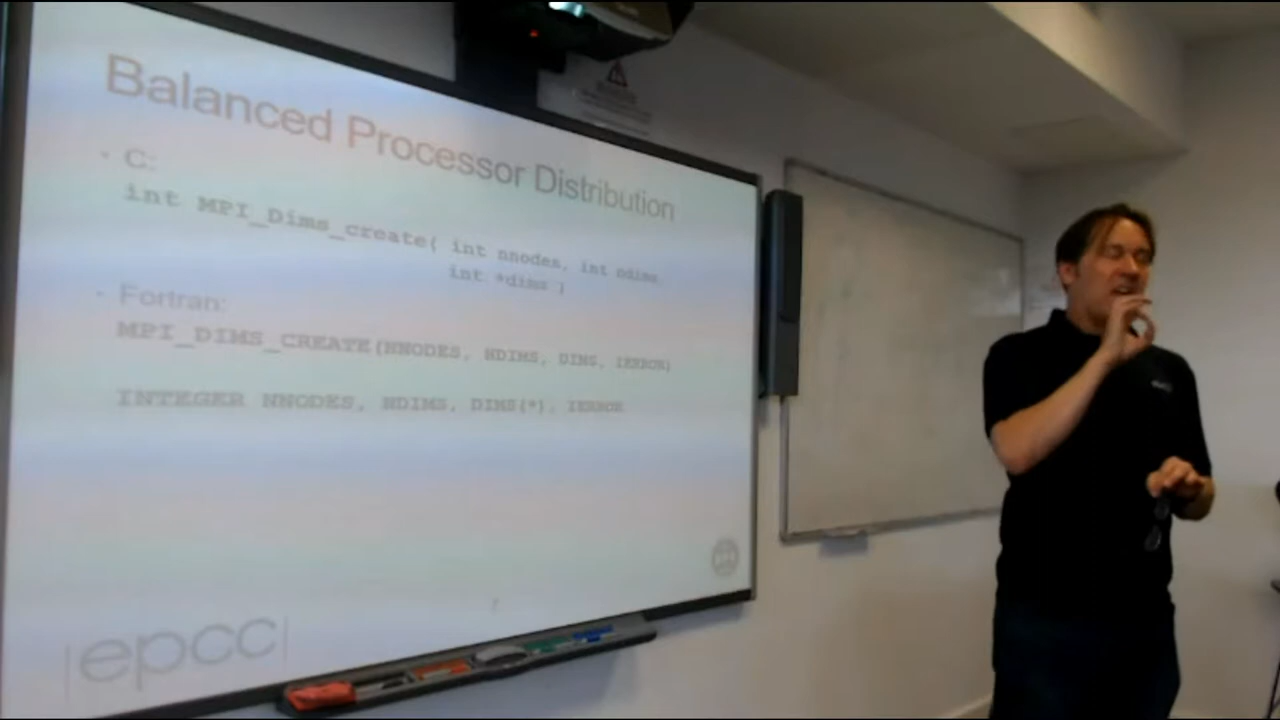 Balanced Processor Distribution
• C:
int MPI_Dims_create( int nnodes, int ndims,
int *dims )
• Fortran:
MPI_DIMS_CREATE(NNODES, NDIMS, DIMS, IERROR)
INTEGER NNODES, NDIMS, DIMS(*), IERROR
|epcc|